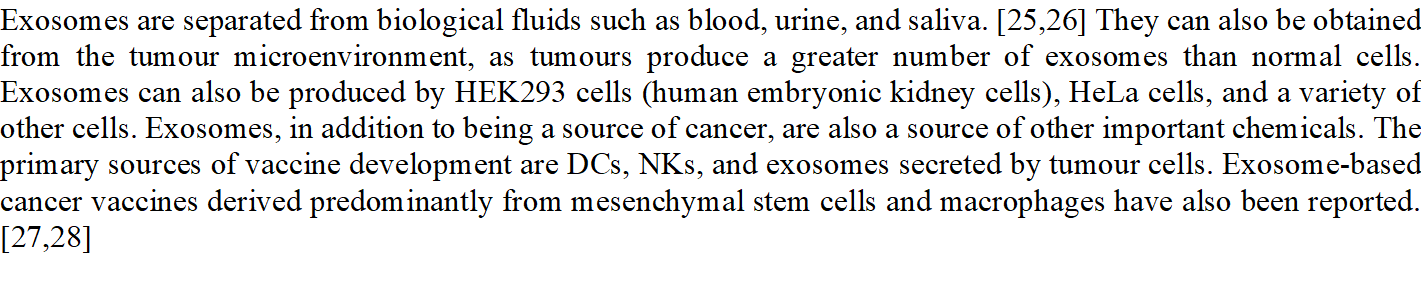 Exosomes are separated from biological fluids such as blood, urine, and saliva. [25,26] They can also be obtained
from the tumour microenvironment, as tumours produce a greater number of exosomes than normal cells.
Exosomes can also be produced by HEK293 cells (human embryonic kidney cells), HeLa cells, and a variety of
other cells. Exosomes, in addition to being a source of cancer, are also a source of other important chemicals. The
primary sources of vaccine development are DCs, NKs, and exosomes secreted by tumour cells. Exosome-based
cancer vaccines derived predominantly from mesenchymal stem cells and macrophages have also been reported.
[27,28]